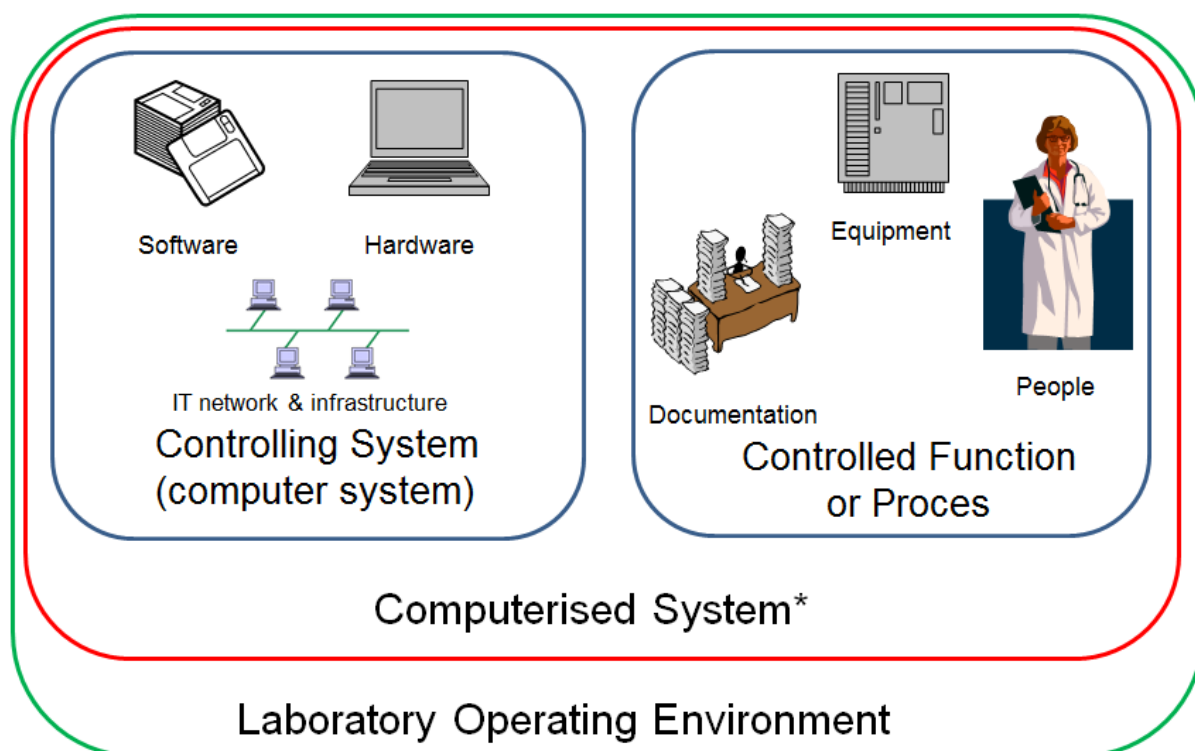 Software
Hardware
IT network & infrastructure
Controlling System
(computer system)
Equipment
Documentation
People
Controlled Function
or Proces
Computerised System*
Laboratory Operating Environment